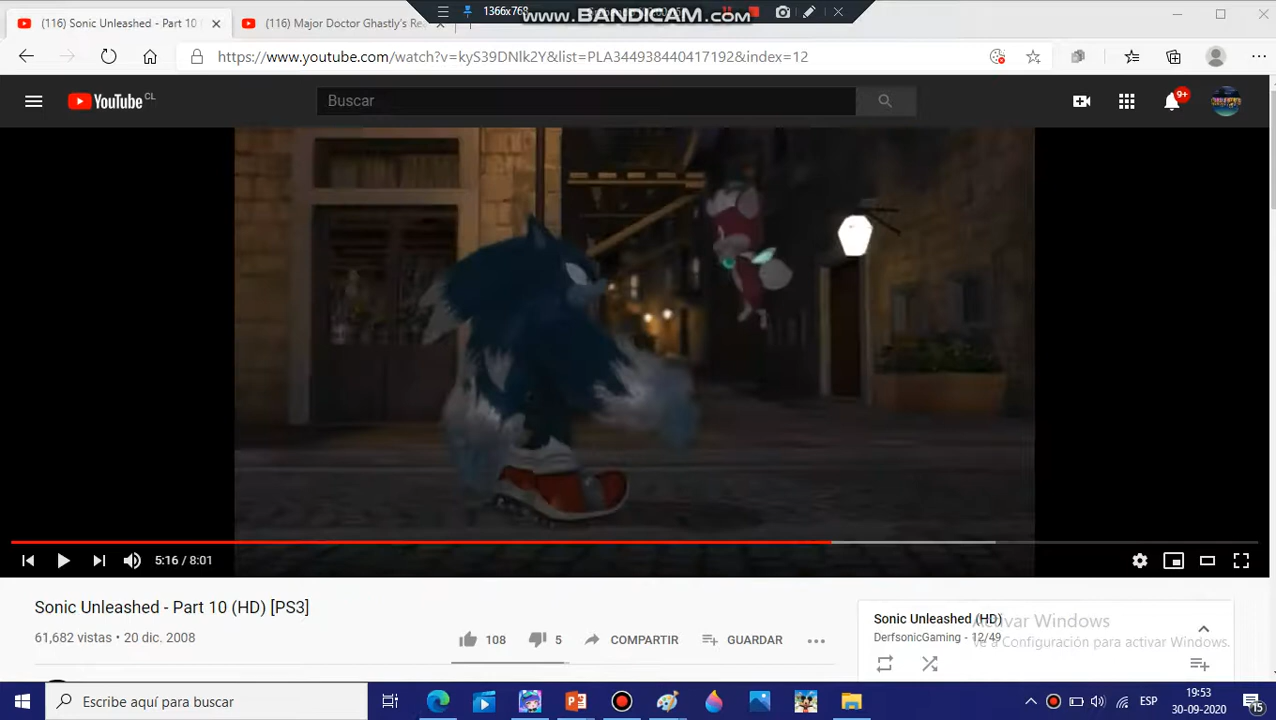 (116) Sonic Unleashed - Part 10
(116) Major Doctor Ghastly's Re
1366x768
www.BANDICAM.com
https://www.youtube.com/watch?v=kyS39DNlk2Y&list=PLA344938440417192&index=12
YouTube CL
Buscar
9+
5:16 / 8:01
Sonic Unleashed - Part 10 (HD) [PS3]
61,682 vistas • 20 dic. 2008
108
5
COMPARTIR
GUARDAR
Sonic Unleashed (HD)
DerfsonicGaming - 12/49
Activar Windows
Ve a Configuración para activar Windows.
Escribe aquí para buscar
ESP
19:53
30-09-2020
15